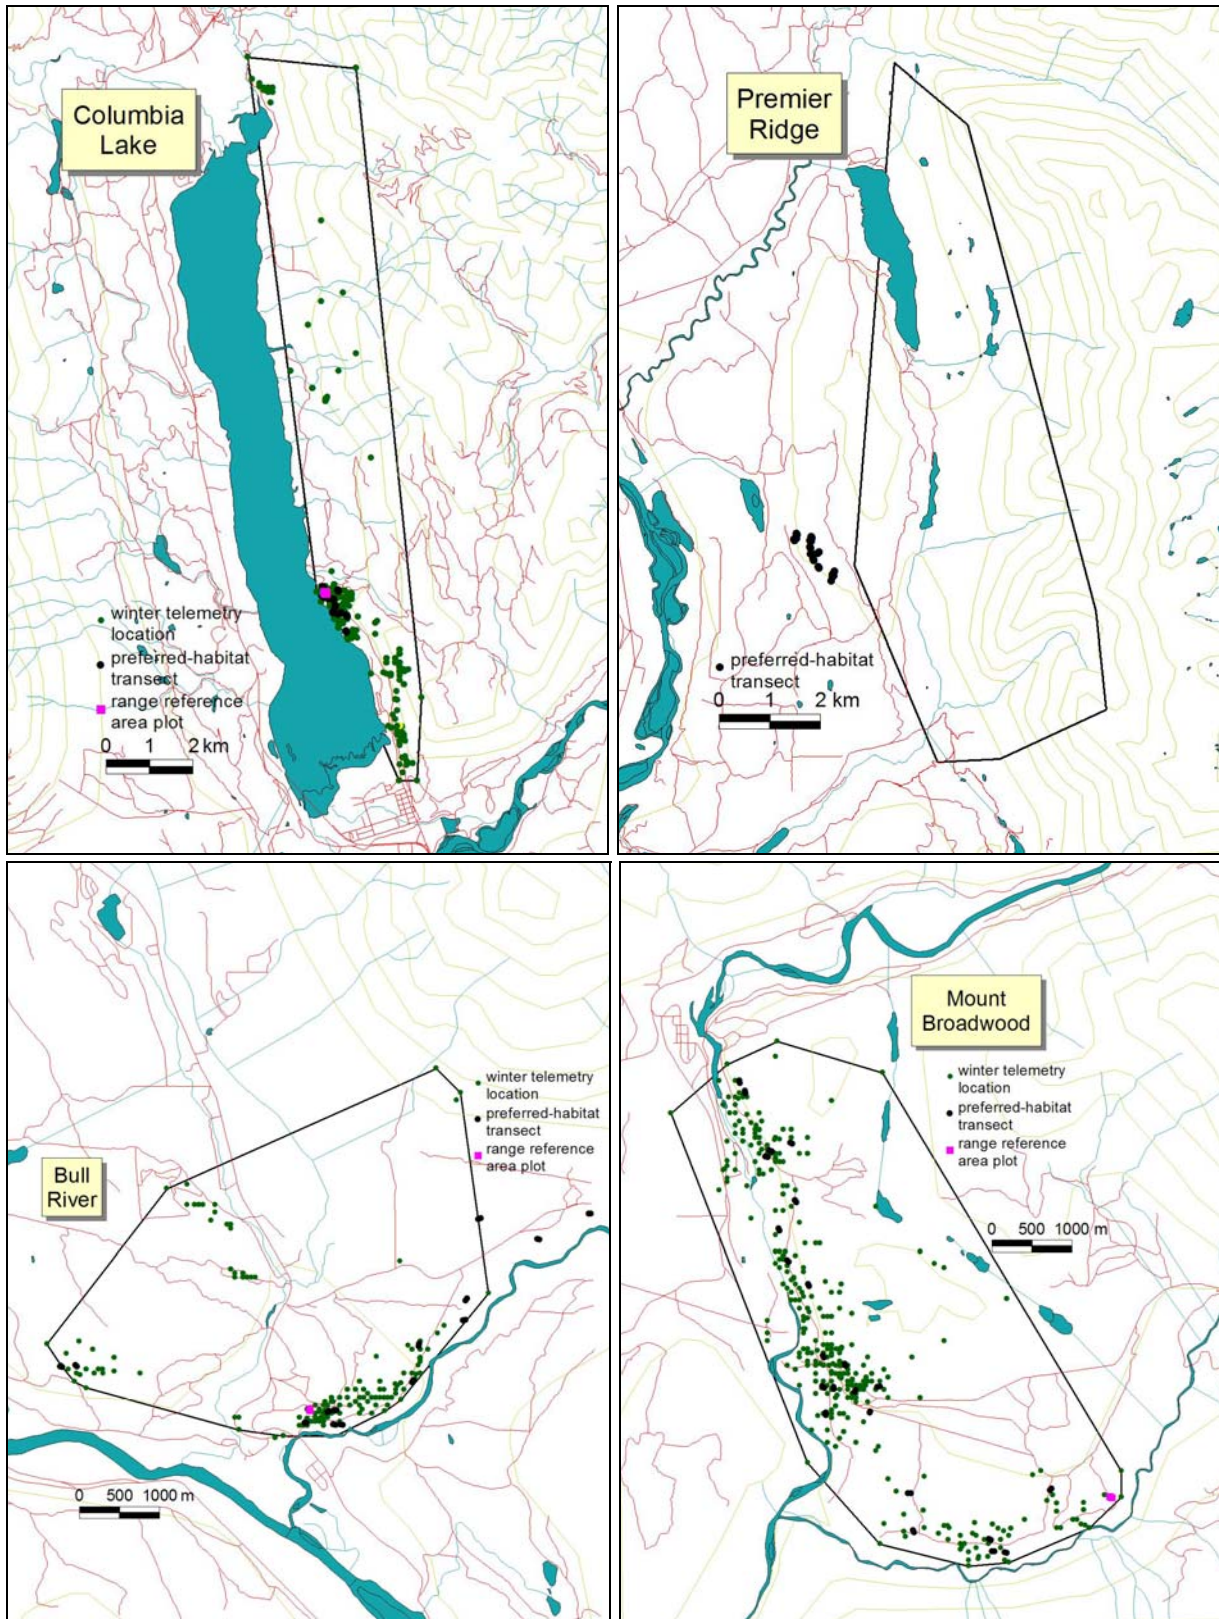 Columbia
Lake
winter telemetry
location
preferred-habitat
transect
range reference
area plot
0 1 2 km
Premier
Ridge
preferred-habitat
transect
0 1 2 km
Bull
River
winter telemetry
location
preferred-habitat
transect
range reference
area plot
0 500 1000 m
Mount
Broadwood
winter telemetry
location
preferred-habitat
transect
range reference
area plot
0 500 1000 m